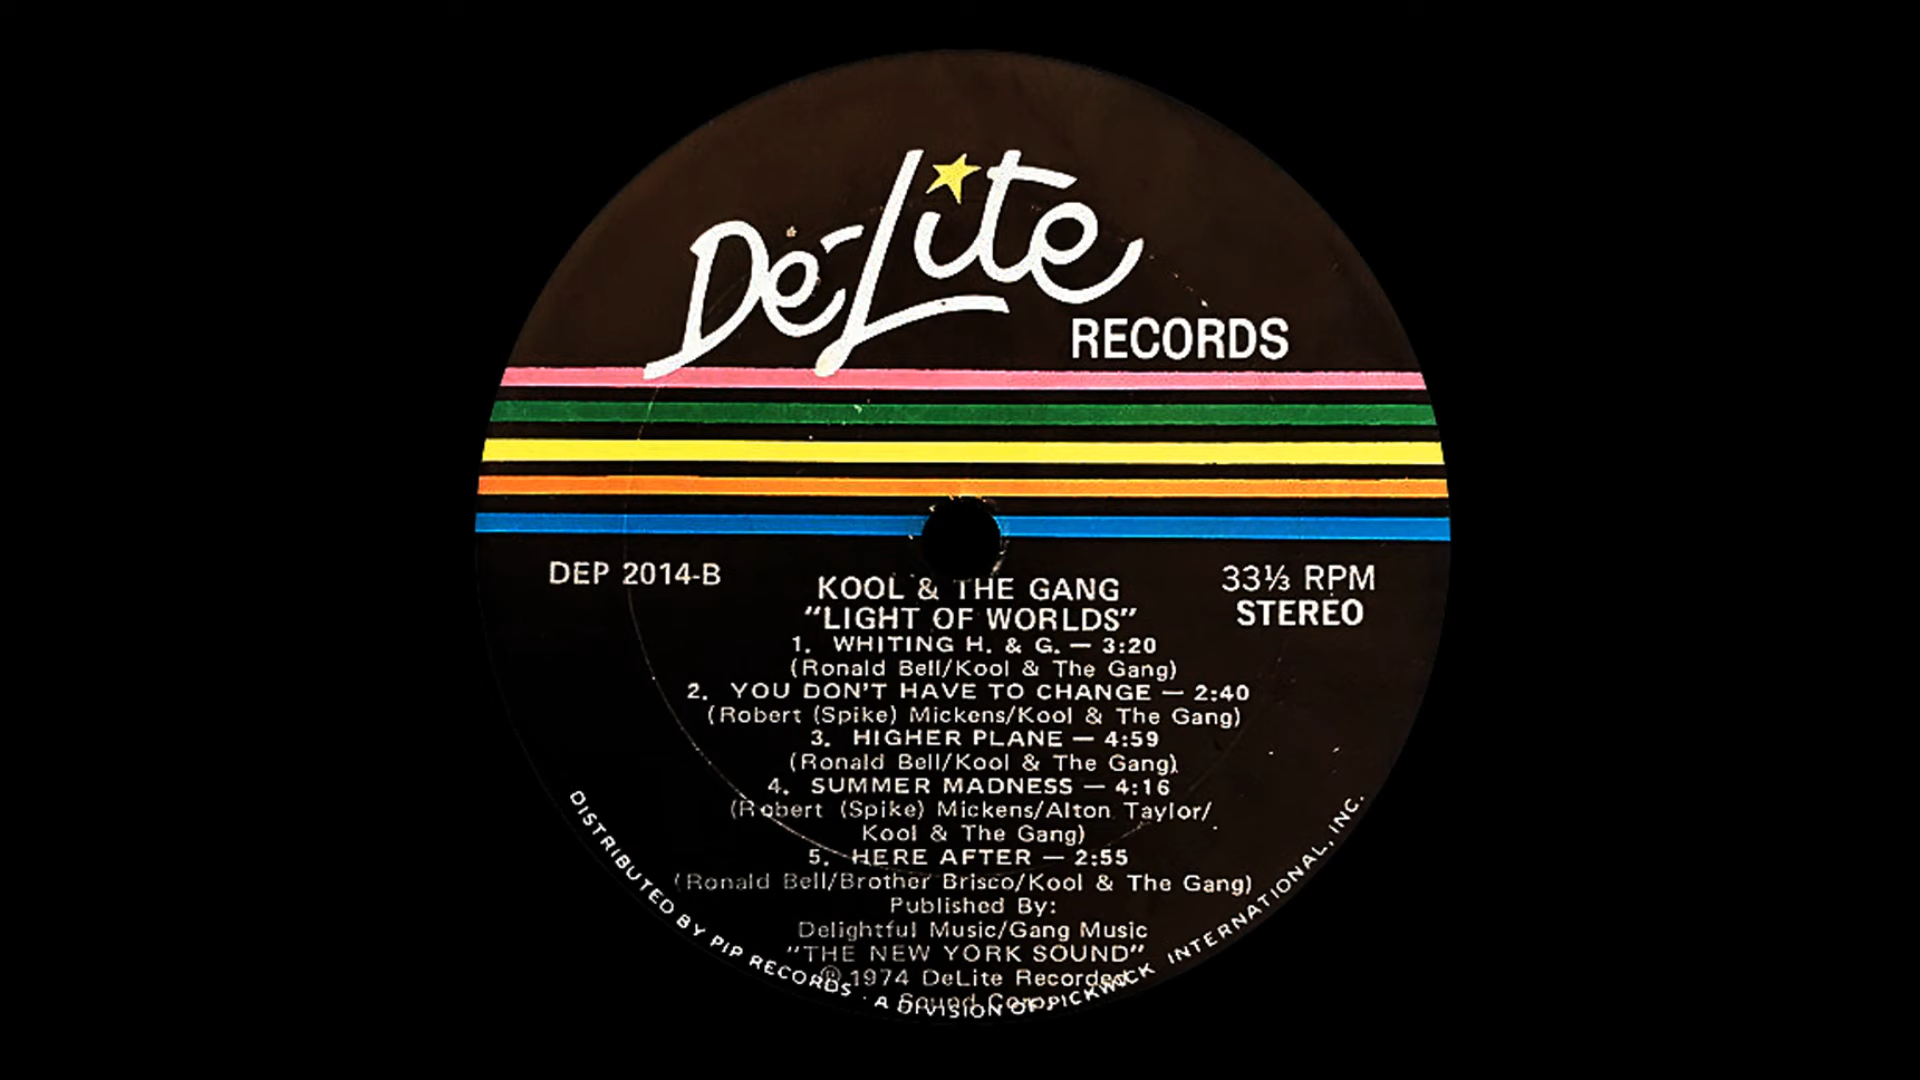 De-Lite
RECORDS
DEP 2014-B
33⅓ RPM
STEREO
KOOL & THE GANG
"LIGHT OF WORLDS"
1. WHITING H. & G. — 3:20
(Ronald Bell/Kool & The Gang)
2. YOU DON'T HAVE TO CHANGE — 2:40
(Robert (Spike) Mickens/Kool & The Gang)
3. HIGHER PLANE — 4:59
(Ronald Bell/Kool & The Gang)
4. SUMMER MADNESS — 4:16
(Robert (Spike) Mickens/Alton Taylor/
Kool & The Gang)
5. HERE AFTER — 2:55
(Ronald Bell/Brother Brisco/Kool & The Gang)
Published By:
Delightful Music/Gang Music
"THE NEW YORK SOUND"
Ⓟ 1974 DeLite Recorded
Sound Corp.
DISTRIBUTED BY PIP RECORDS · A DIVISION OF PICKWICK INTERNATIONAL, INC.